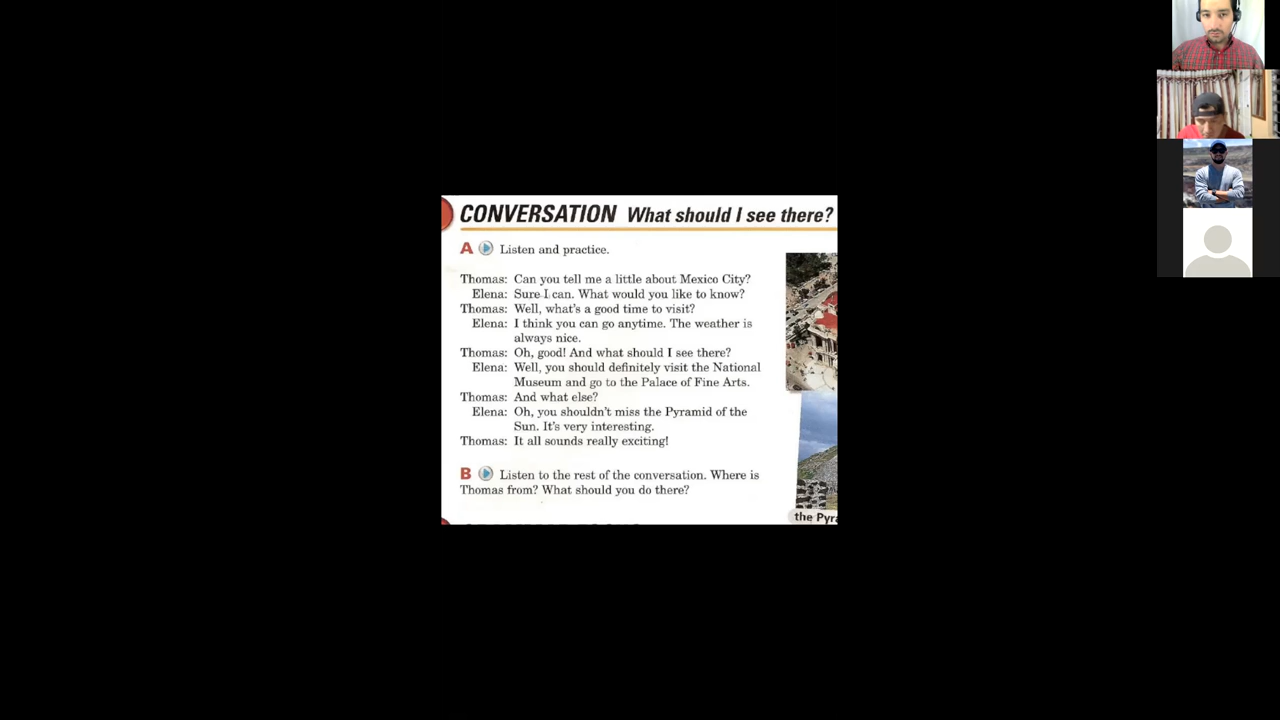 CONVERSATION What should I see there?
A Listen and practice.
Thomas: Can you tell me a little about Mexico City?
Elena: Sure I can. What would you like to know?
Thomas: Well, what's a good time to visit?
Elena: I think you can go anytime. The weather is
always nice.
Thomas: Oh, good! And what should I see there?
Elena: Well, you should definitely visit the National
Museum and go to the Palace of Fine Arts.
Thomas: And what else?
Elena: Oh, you shouldn't miss the Pyramid of the
Sun. It's very interesting.
Thomas: It all sounds really exciting!
B Listen to the rest of the conversation. Where is
Thomas from? What should you do there?
the Pyra